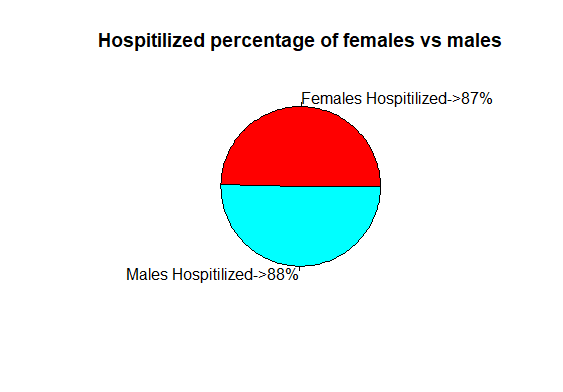 Hospitilized percentage of females vs males
Females Hospitilized->87%
Males Hospitilized->88%